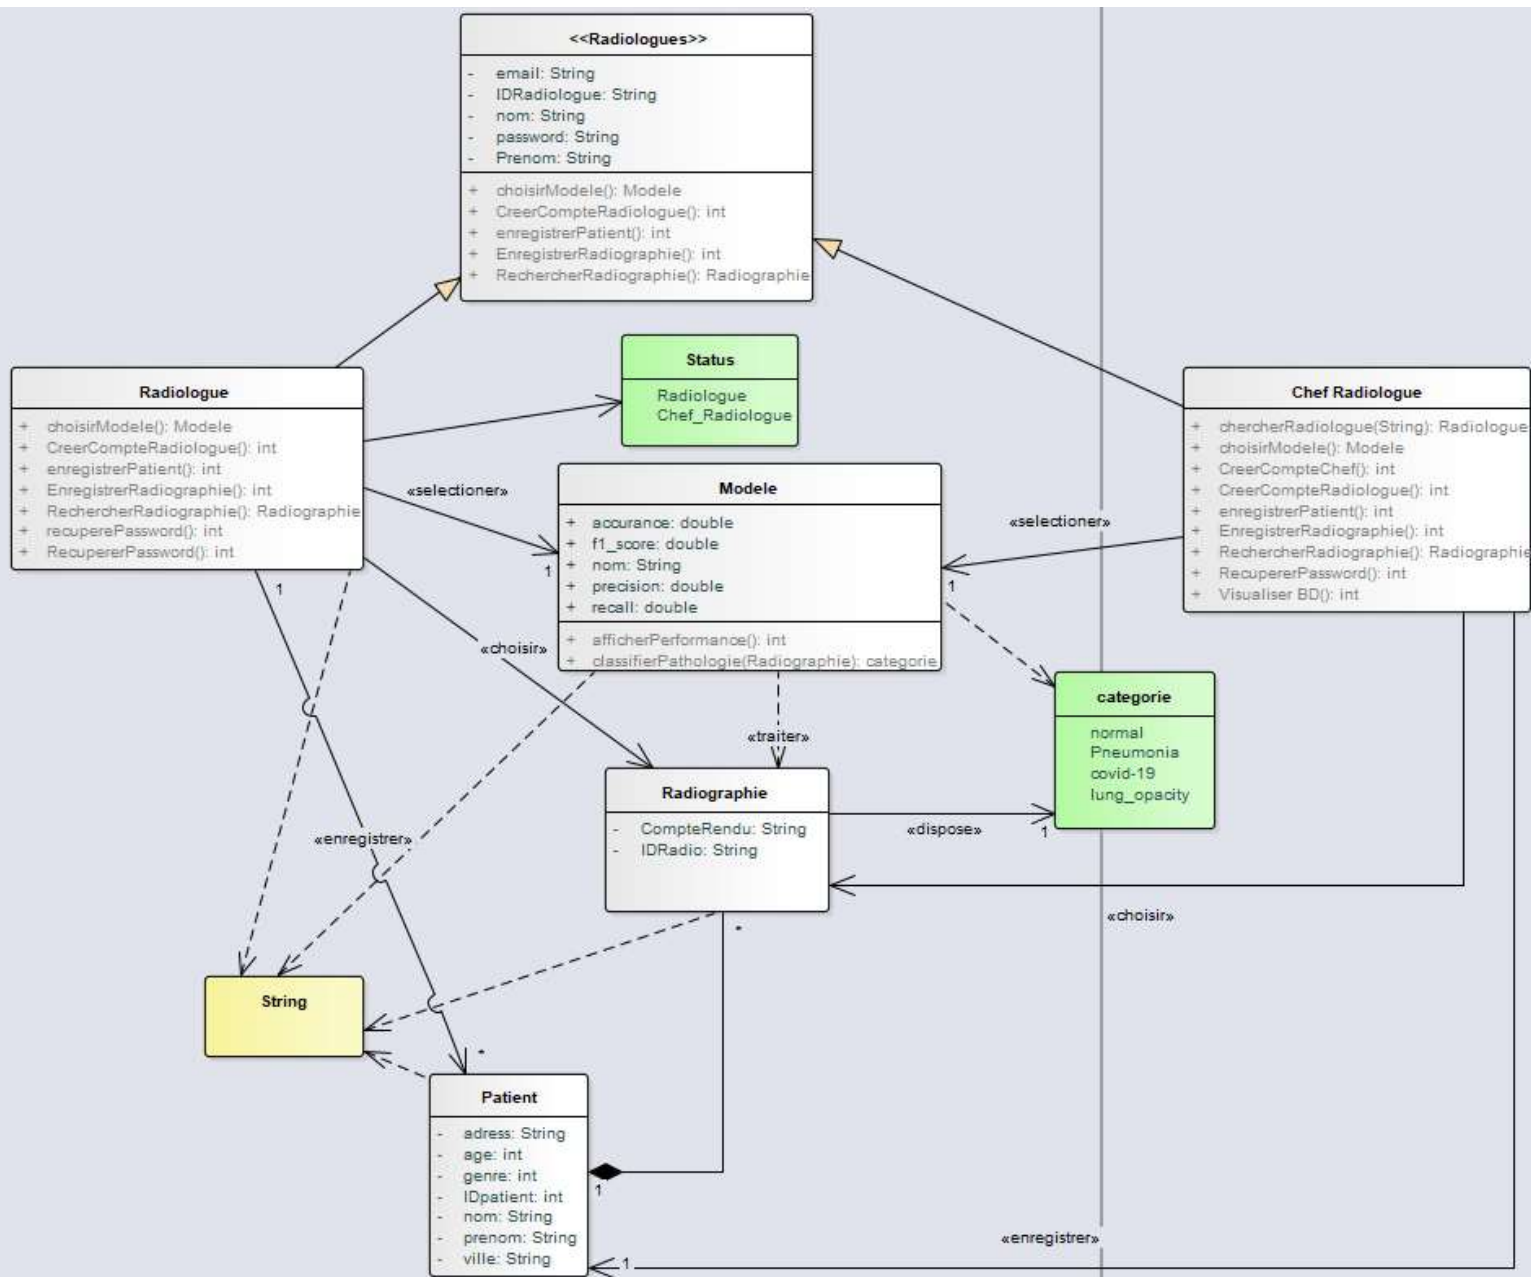 <<Radiologues>>
- email: String
- IDRadiologue: String
- nom: String
- password: String
- Prenom: String
+ choisirModele(): Modele
+ CreerCompteRadiologue(): int
+ enregistrerPatient(): int
+ EnregistrerRadiographie(): int
+ RechercherRadiographie(): Radiographie
Status
Radiologue
Chef_Radiologue
Radiologue
+ choisirModele(): Modele
+ CreerCompteRadiologue(): int
+ enregistrerPatient(): int
+ EnregistrerRadiographie(): int
+ RechercherRadiographie(): Radiographie
+ recuperePassword(): int
+ RecupererPassword(): int
1
«selectioner»
1
Modele
+ accurance: double
+ f1_score: double
+ nom: String
+ precision: double
+ recall: double
+ afficherPerformance(): int
+ classifierPathologie(Radiographie): categorie
«selectioner»
1
Chef Radiologue
+ chercherRadiologue(String): Radiologue
+ choisirModele(): Modele
+ CreerCompteChef(): int
+ CreerCompteRadiologue(): int
+ enregistrerPatient(): int
+ EnregistrerRadiographie(): int
+ RechercherRadiographie(): Radiographie
+ RecupererPassword(): int
+ Visualiser BD(): int
«choisir»
«traiter»
categorie
normal
Pneumonia
covid-19
lung_opacity
Radiographie
- CompteRendu: String
- IDRadio: String
«dispose»
1
«enregistrer»
«choisir»
*
String
*
Patient
- adress: String
- age: int
- genre: int
- IDpatient: int
- nom: String
- prenom: String
- ville: String
1
«enregistrer»
1